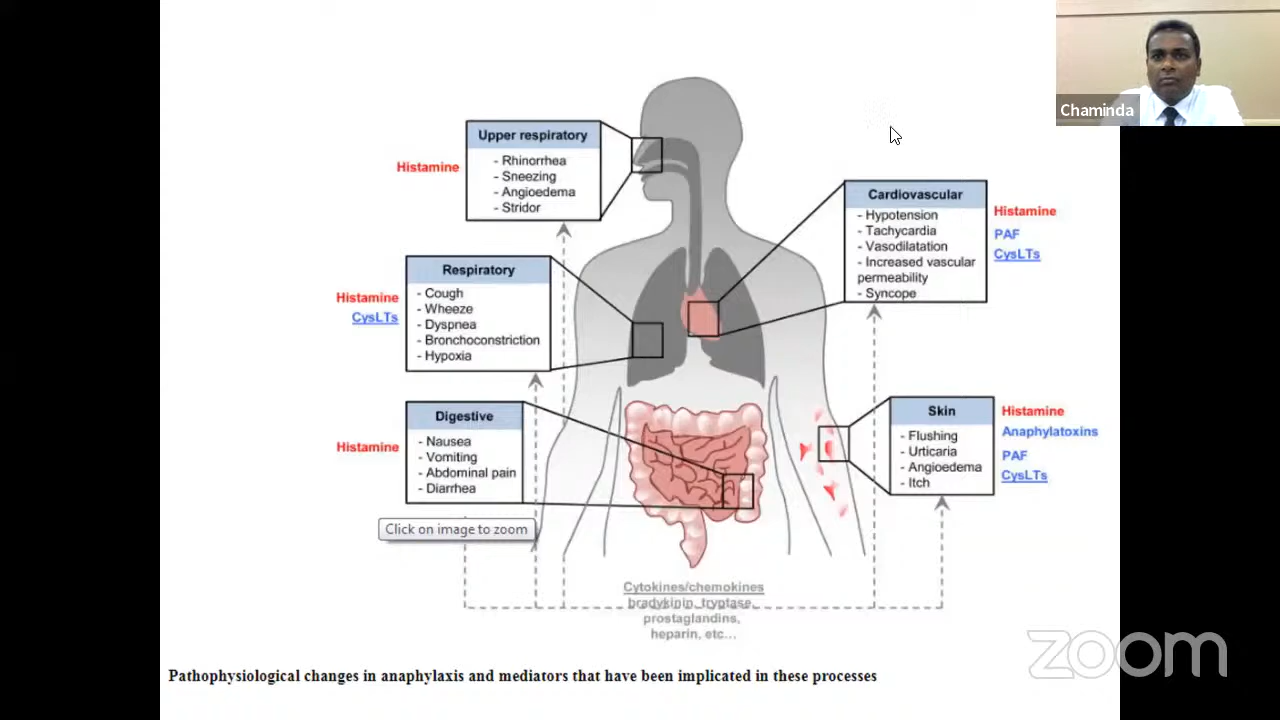 Chaminda
Upper respiratory
- Rhinorrhea
- Sneezing
- Angioedema
- Stridor
Histamine
Cardiovascular
- Hypotension
- Tachycardia
- Vasodilatation
- Increased vascular
permeability
- Syncope
Histamine
PAF
CysLTs
Respiratory
- Cough
- Wheeze
- Dyspnea
- Bronchoconstriction
- Hypoxia
Histamine
CysLTs
Digestive
- Nausea
- Vomiting
- Abdominal pain
- Diarrhea
Histamine
Skin
- Flushing
- Urticaria
- Angioedema
- Itch
Histamine
Anaphylatoxins
PAF
CysLTs
Click on image to zoom
Cytokines/chemokines
bradykinin, tryptase,
prostaglandins,
heparin, etc...
zoom
Pathophysiological changes in anaphylaxis and mediators that have been implicated in these processes